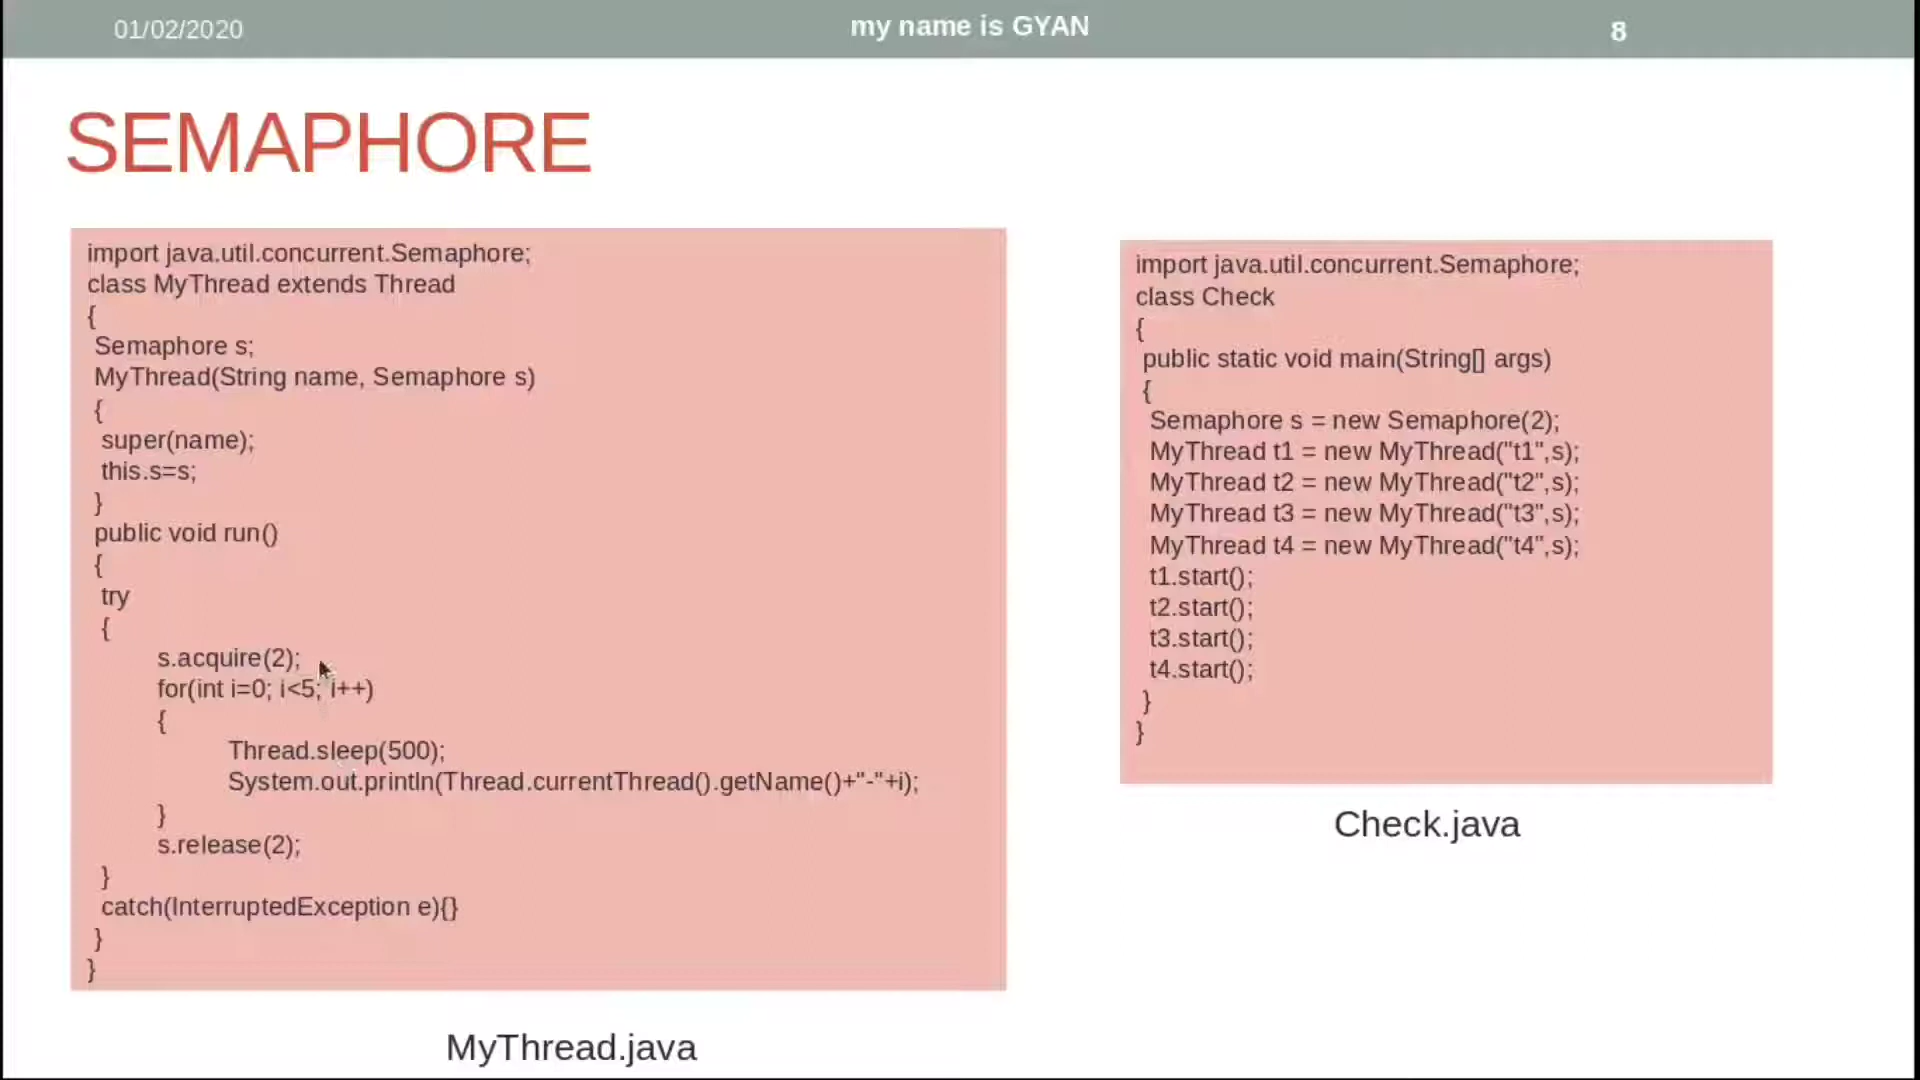 01/02/2020
my name is GYAN
8
SEMAPHORE
import java.util.concurrent.Semaphore;
class MyThread extends Thread
{
Semaphore s;
MyThread(String name, Semaphore s)
{
super(name);
this.s=s;
}
public void run()
{
try
{
s.acquire(2);
for(int i=0; i<5; i++)
{
Thread.sleep(500);
System.out.println(Thread.currentThread().getName()+"-"+i);
}
s.release(2);
}
catch(InterruptedException e){}
}
}
MyThread.java
import java.util.concurrent.Semaphore;
class Check
{
public static void main(String[] args)
{
Semaphore s = new Semaphore(2);
MyThread t1 = new MyThread("t1",s);
MyThread t2 = new MyThread("t2",s);
MyThread t3 = new MyThread("t3",s);
MyThread t4 = new MyThread("t4",s);
t1.start();
t2.start();
t3.start();
t4.start();
}
}
Check.java